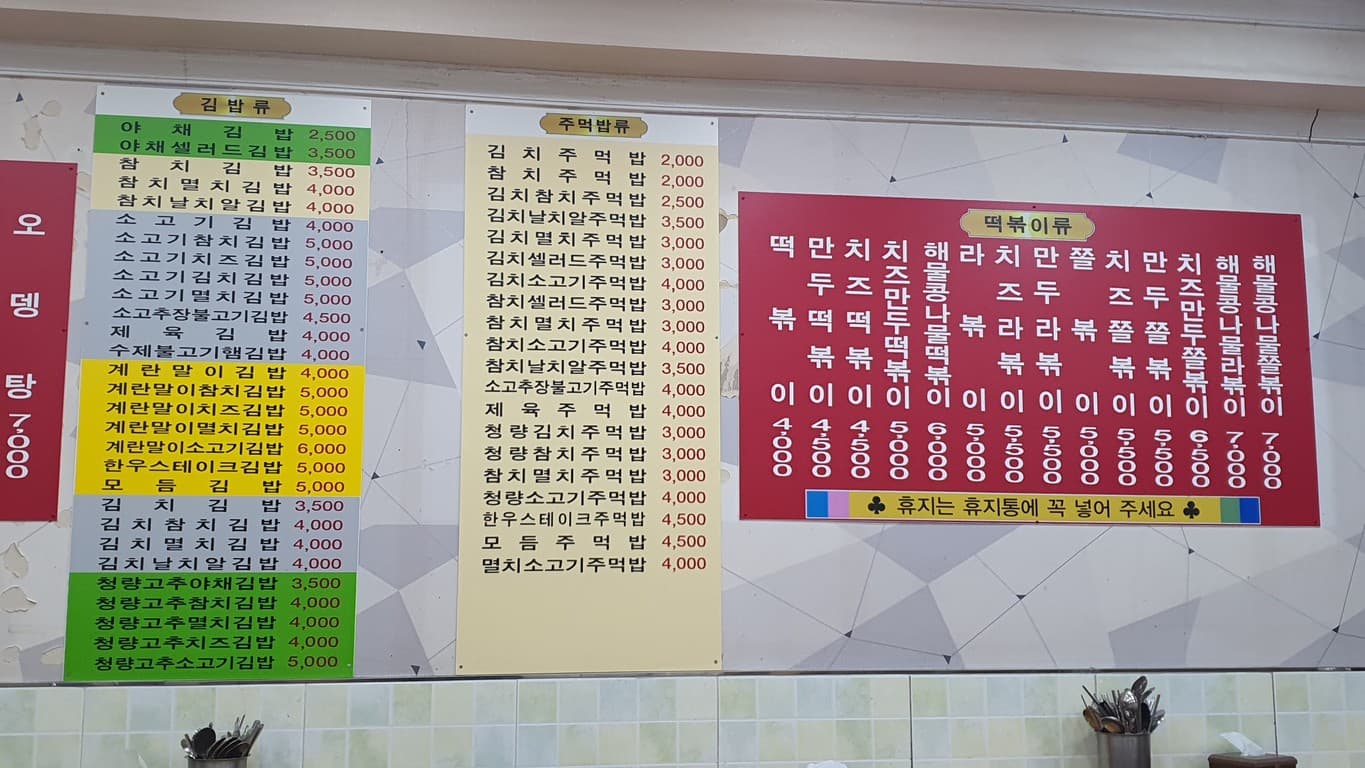 오뎅탕 7,000
김밥류
야채김밥 2,500
야채셀러드김밥 3,500
참치김밥 3,500
참치멸치김밥 4,000
참치날치알김밥 4,000
소고기김밥 4,000
소고기참치김밥 5,000
소고기치즈김밥 5,000
소고기김치김밥 5,000
소고기멸치김밥 5,000
소고추장불고기김밥 4,500
제육김밥 4,000
수제불고기햄김밥 4,000
계란말이김밥 4,000
계란말이참치김밥 5,000
계란말이치즈김밥 5,000
계란말이멸치김밥 5,000
계란말이소고기김밥 6,000
한우스테이크김밥 5,000
모듬김밥 5,000
김치김밥 3,500
김치참치김밥 4,000
김치멸치김밥 4,000
김치날치알김밥 4,000
청량고추야채김밥 3,500
청량고추참치김밥 4,000
청량고추멸치김밥 4,000
청량고추치즈김밥 4,000
청량고추소고기김밥 5,000
주먹밥류
김치주먹밥 2,000
참치주먹밥 2,000
김치참치주먹밥 2,500
김치날치알주먹밥 3,500
김치멸치주먹밥 3,000
김치셀러드주먹밥 3,000
김치소고기주먹밥 4,000
참치셀러드주먹밥 3,000
참치멸치주먹밥 3,000
참치소고기주먹밥 4,000
참치날치알주먹밥 3,500
소고추장불고기주먹밥 4,000
제육주먹밥 4,000
청량김치주먹밥 3,000
청량참치주먹밥 3,000
참치멸치주먹밥 3,000
청량소고기주먹밥 4,000
한우스테이크주먹밥 4,500
모듬주먹밥 4,500
멸치소고기주먹밥 4,000
떡볶이류
떡볶이 4,000
만두떡볶이 4,500
치즈떡볶이 4,500
치즈만두떡볶이 5,000
해물콩나물떡볶이 6,000
라볶이 5,000
치즈라볶이 5,500
만두라볶이 5,500
쫄볶이 5,000
치즈쫄볶이 5,500
만두쫄볶이 5,500
치즈만두쫄볶이 6,500
해물콩나물라볶이 7,000
해물콩나물쫄볶이 7,000
♣ 휴지는 휴지통에 꼭 넣어 주세요 ♣